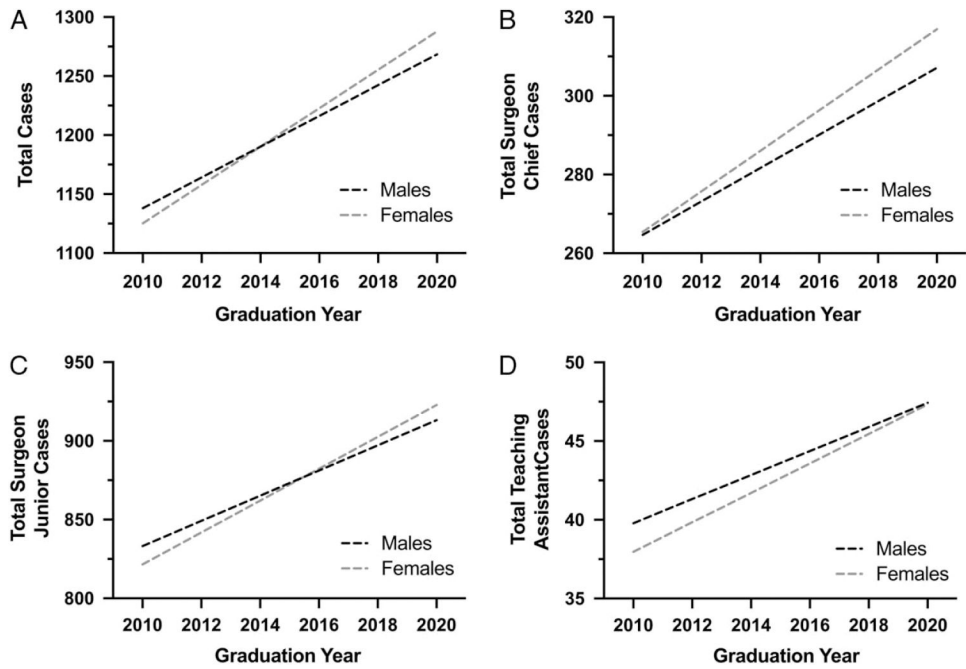 A
Total Cases
1300
1250
1200
1150
1100
Males
Females
2010 2012 2014 2016 2018 2020
Graduation Year
B
Total Surgeon
Chief Cases
320
300
280
260
Males
Females
2010 2012 2014 2016 2018 2020
Graduation Year
C
Total Surgeon
Junior Cases
950
900
850
800
Males
Females
2010 2012 2014 2016 2018 2020
Graduation Year
D
Total Teaching
AssistantCases
50
45
40
35
Males
Females
2010 2012 2014 2016 2018 2020
Graduation Year